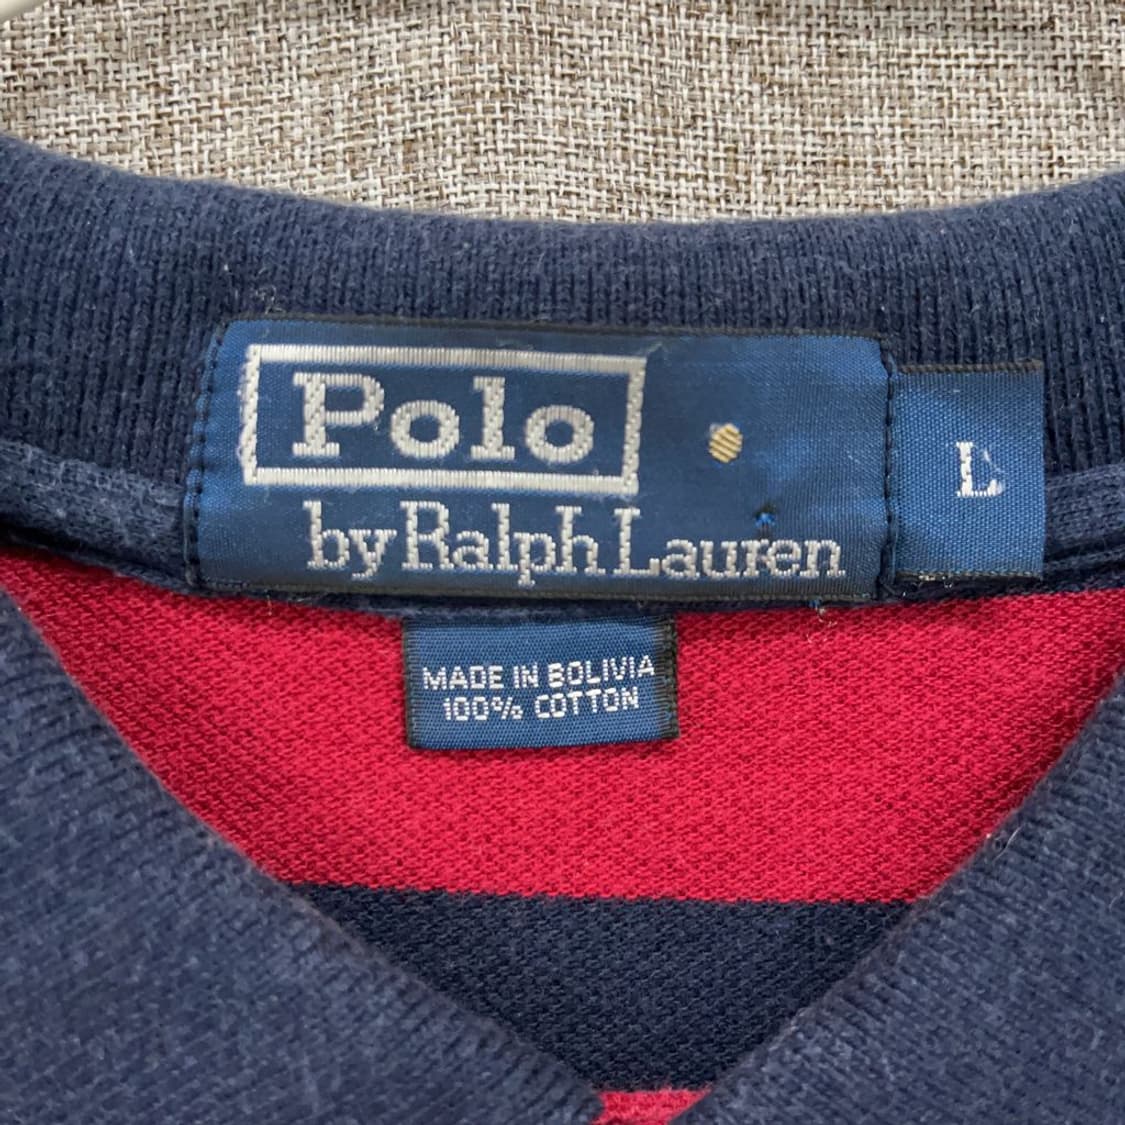 Polo
by Ralph Lauren
L
MADE IN BOLIVIA
100% COTTON